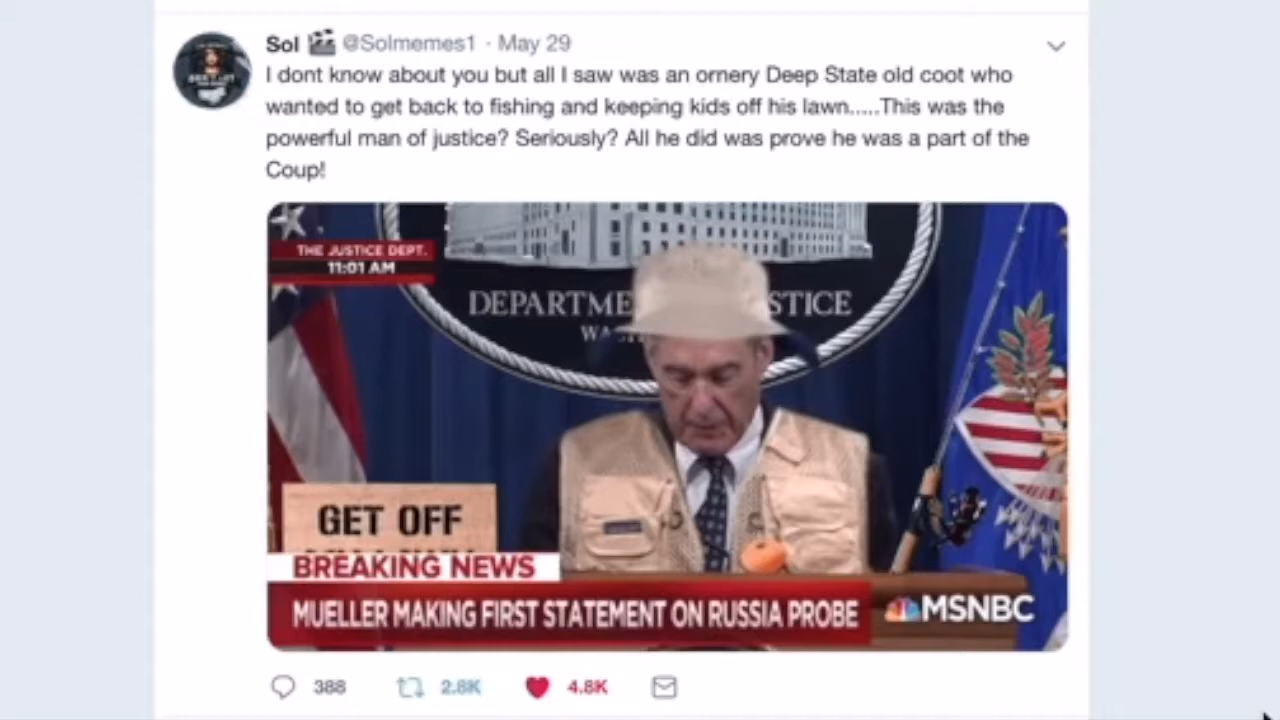 Sol @Solmemes1 · May 29
I dont know about you but all I saw was an ornery Deep State old coot who
wanted to get back to fishing and keeping kids off his lawn.....This was the
powerful man of justice? Seriously? All he did was prove he was a part of the
Coup!
THE JUSTICE DEPT.
11:01 AM
DEPARTME STICE
WA
GET OFF
BREAKING NEWS
MUELLER MAKING FIRST STATEMENT ON RUSSIA PROBE
MSNBC
388 2.8K 4.8K